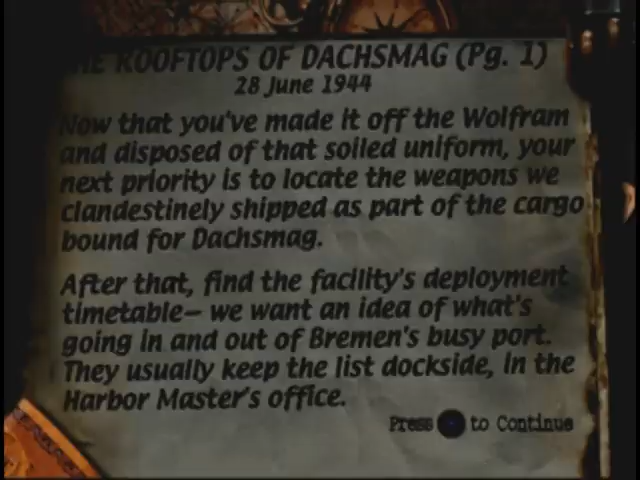 THE ROOFTOPS OF DACHSMAG (Pg. 1)
28 June 1944
Now that you've made it off the Wolfram
and disposed of that soiled uniform, your
next priority is to locate the weapons we
clandestinely shipped as part of the cargo
bound for Dachsmag.
After that, find the facility's deployment
timetable— we want an idea of what's
going in and out of Bremen's busy port.
They usually keep the list dockside, in the
Harbor Master's office.
Press to Continue